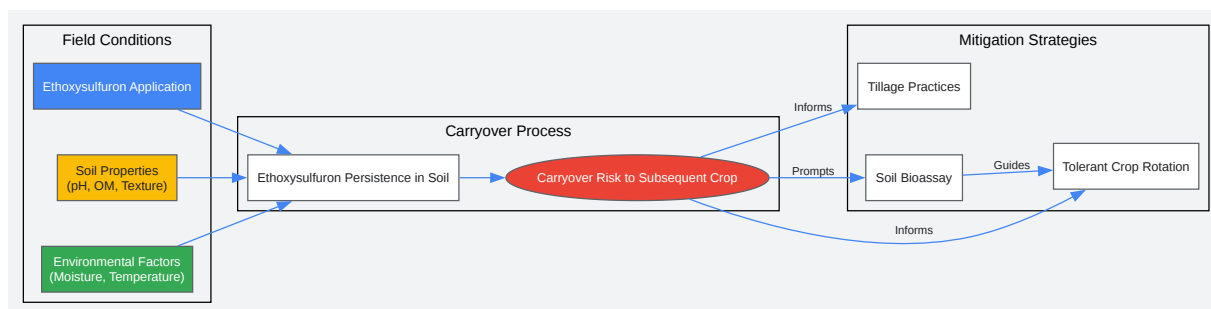 Field Conditions
Ethoxysulfuron Application
Soil Properties
(pH, OM, Texture)
Environmental Factors
(Moisture, Temperature)
Carryover Process
Ethoxysulfuron Persistence in Soil
Carryover Risk to Subsequent Crop
Informs
Prompts
Informs
Mitigation Strategies
Tillage Practices
Soil Bioassay
Guides
Tolerant Crop Rotation